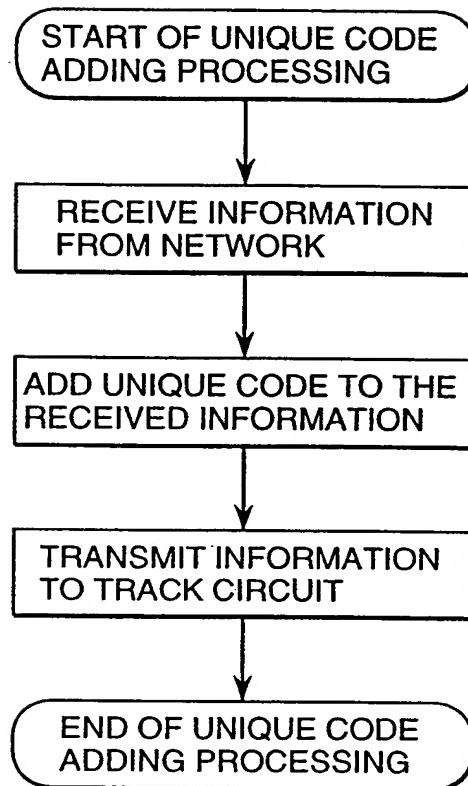 START OF UNIQUE CODE
ADDING PROCESSING
RECEIVE INFORMATION
FROM NETWORK
ADD UNIQUE CODE TO THE
RECEIVED INFORMATION
TRANSMIT INFORMATION
TO TRACK CIRCUIT
END OF UNIQUE CODE
ADDING PROCESSING